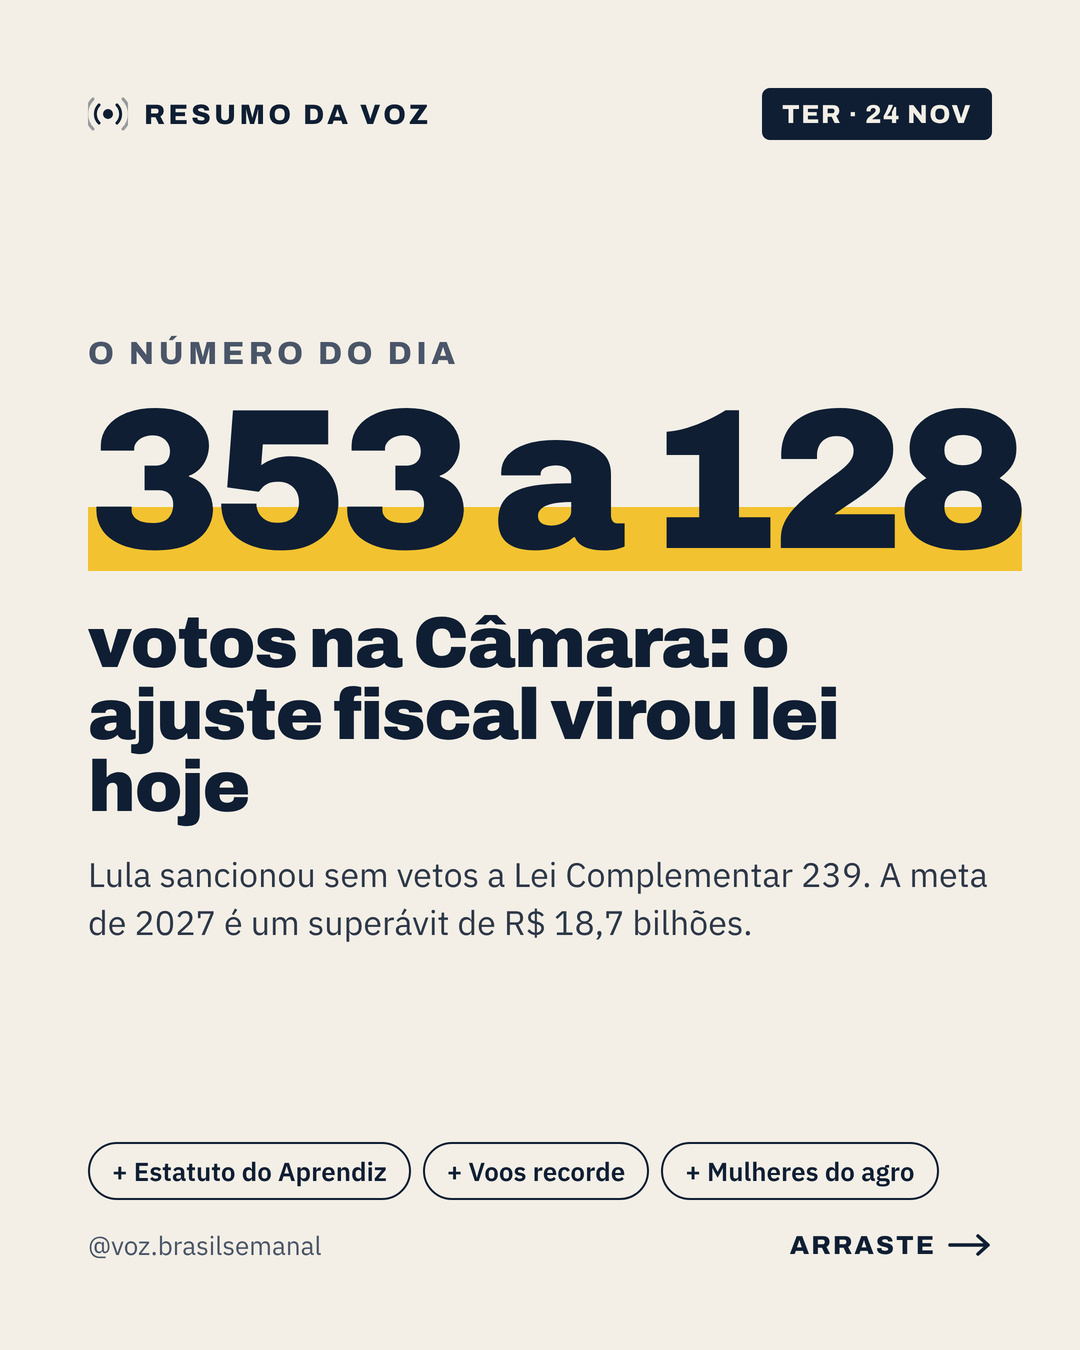 RESUMO DA VOZ
TER · 24 NOV
O NÚMERO DO DIA
353 a 128
votos na Câmara: o
ajuste fiscal virou lei
hoje
Lula sancionou sem vetos a Lei Complementar 239. A meta
de 2027 é um superávit de R$ 18,7 bilhões.
+ Estatuto do Aprendiz
+ Voos recorde
+ Mulheres do agro
@voz.brasilsemanal
ARRASTE →